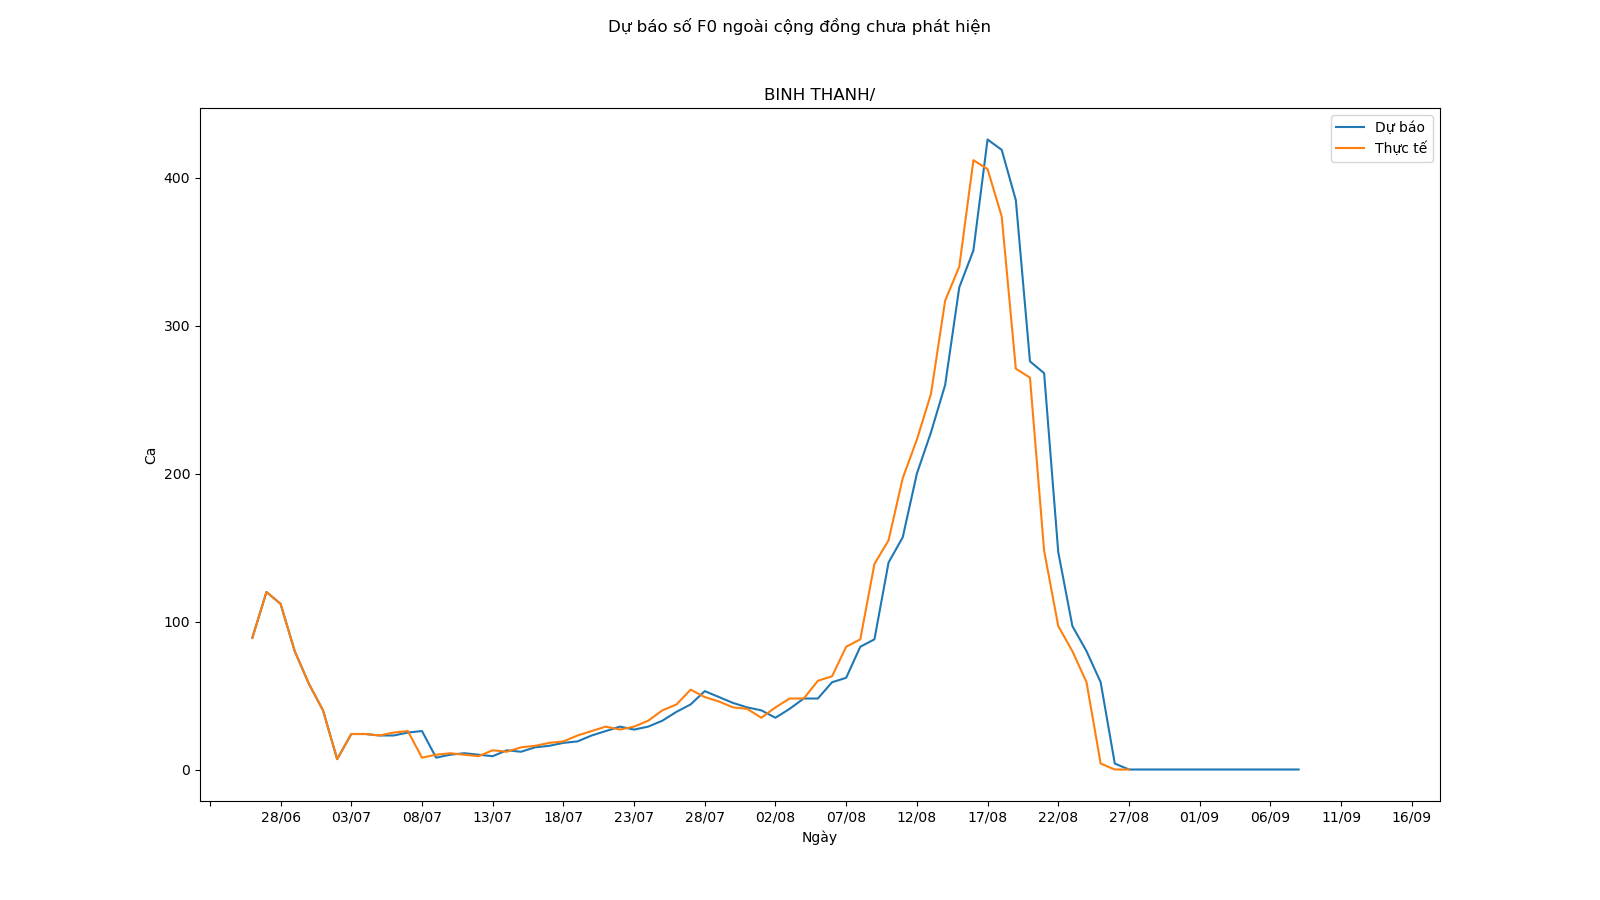 Dự báo số F0 ngoài cộng đồng chưa phát hiện
BINH THANH/
Dự báo
Thực tế
400
300
200
100
0
Ca
28/06 03/07 08/07 13/07 18/07 23/07 28/07 02/08 07/08 12/08 17/08 22/08 27/08 01/09 06/09 11/09 16/09
Ngày